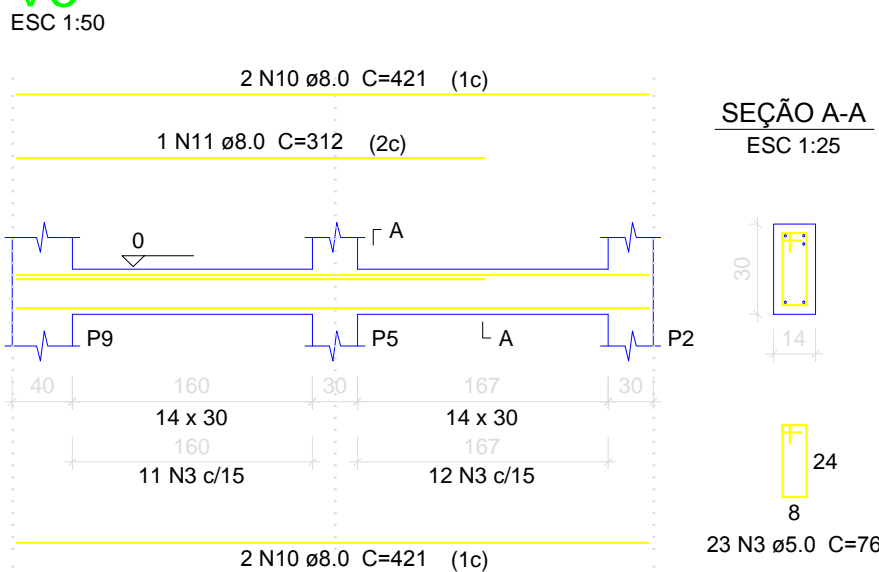 ESC 1:50
2 N10 ø8.0 C=421 (1c)
1 N11 ø8.0 C=312 (2c)
SEÇÃO A-A
ESC 1:25
A
0
30
14
P9
P5
A
P2
40
160
30
167
30
14 x 30
14 x 30
160
167
11 N3 c/15
12 N3 c/15
24
8
23 N3 ø5.0 C=76
2 N10 ø8.0 C=421 (1c)